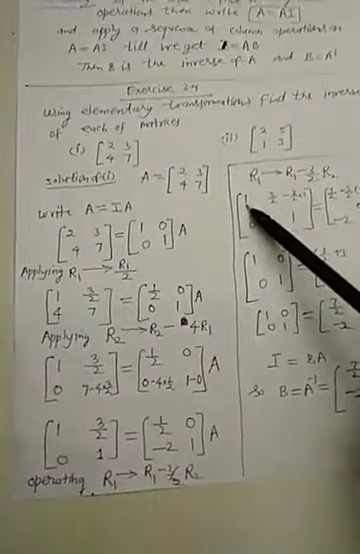 operations then write A = AI
and apply a sequence of column operations on
A = AI till we get I = AB
Then B is the inverse of A and B = A⁻¹
Exercise 2.4
Using elementary transformations find the inverse
of each of matrices
(i) [2 3
4 7]
(ii) [2 5
1 3]
solution of (i) A = [2 3
4 7]
write A = IA
[2 3
4 7] = [1 0
0 1] A
Applying R₁ → R₁/2
[1 3/2
4 7] = [1/2 0
0 1] A
Applying R₂ → R₂ - 4R₁
[1 3/2
0 7-4×3/2] = [1/2 0
0-4×1/2 1-0] A
[1 3/2
0 1] = [1/2 0
-2 1] A
operating R₁ → R₁ - 1/2 R₂
R₁ → R₁ - 3/2 R₂
[1 0
0 1]
[1 0
0 1] = [7/2
-2
I = BA
So B = A⁻¹ = [7/2